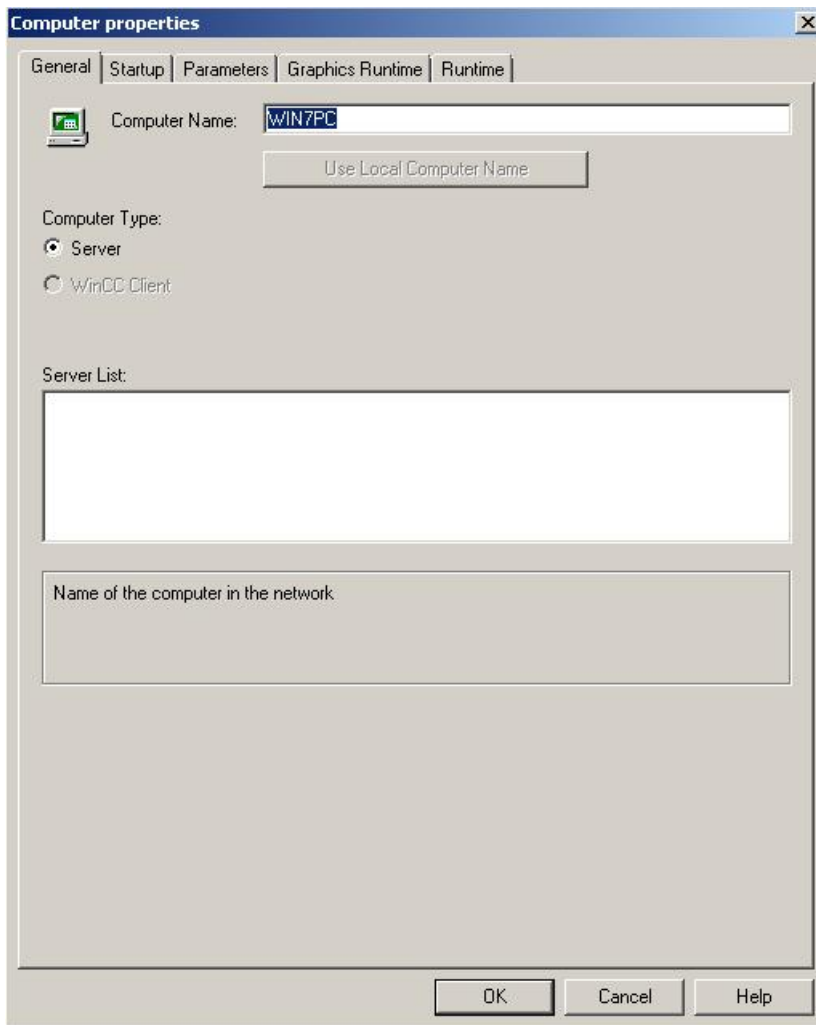 Computer properties
General Startup Parameters Graphics Runtime Runtime
Computer Name: WIN7PC
Use Local Computer Name
Computer Type:
Server
WinCC Client
Server List:
Name of the computer in the network
OK Cancel Help